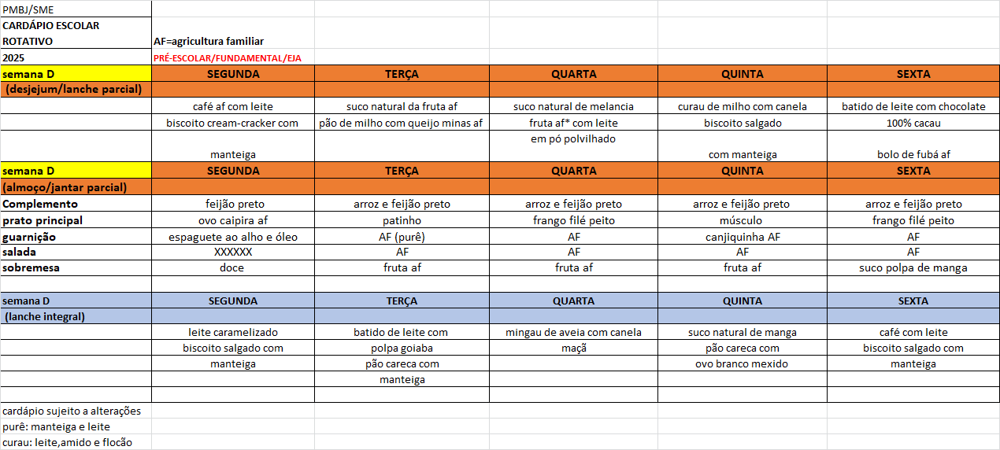 PMBJ/SME
CARDÁPIO ESCOLAR
ROTATIVO AF=agricultura familiar
2025 PRÉ-ESCOLAR/FUNDAMENTAL/EJA
semana D SEGUNDA TERÇA QUARTA QUINTA SEXTA
(desjejum/lanche parcial)
café af com leite suco natural da fruta af suco natural de melancia curau de milho com canela batido de leite com chocolate
biscoito cream-cracker com pão de milho com queijo minas af fruta af* com leite biscoito salgado 100% cacau
em pó polvilhado
manteiga com manteiga bolo de fubá af
semana D SEGUNDA TERÇA QUARTA QUINTA SEXTA
(almoço/jantar parcial)
Complemento feijão preto arroz e feijão preto arroz e feijão preto arroz e feijão preto arroz e feijão preto
prato principal ovo caipira af patinho frango filé peito músculo frango filé peito
guarnição espaguete ao alho e óleo AF (purê) AF canjiquinha AF AF
salada XXXXXX AF AF AF AF
sobremesa doce fruta af fruta af fruta af suco polpa de manga
semana D SEGUNDA TERÇA QUARTA QUINTA SEXTA
(lanche integral)
leite caramelizado batido de leite com mingau de aveia com canela suco natural de manga café com leite
biscoito salgado com polpa goiaba maçã pão careca com biscoito salgado com
manteiga pão careca com ovo branco mexido manteiga
manteiga
cardápio sujeito a alterações
purê: manteiga e leite
curau: leite,amido e flocão